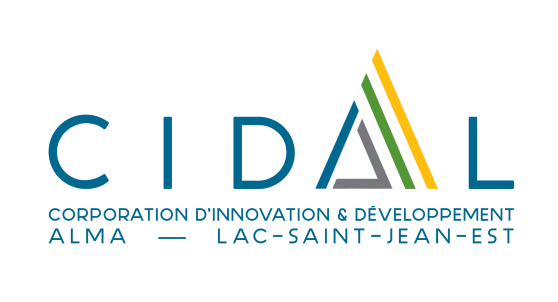 CIDAL
CORPORATION D'INNOVATION & DÉVELOPPEMENT
ALMA — LAC-SAINT-JEAN-EST